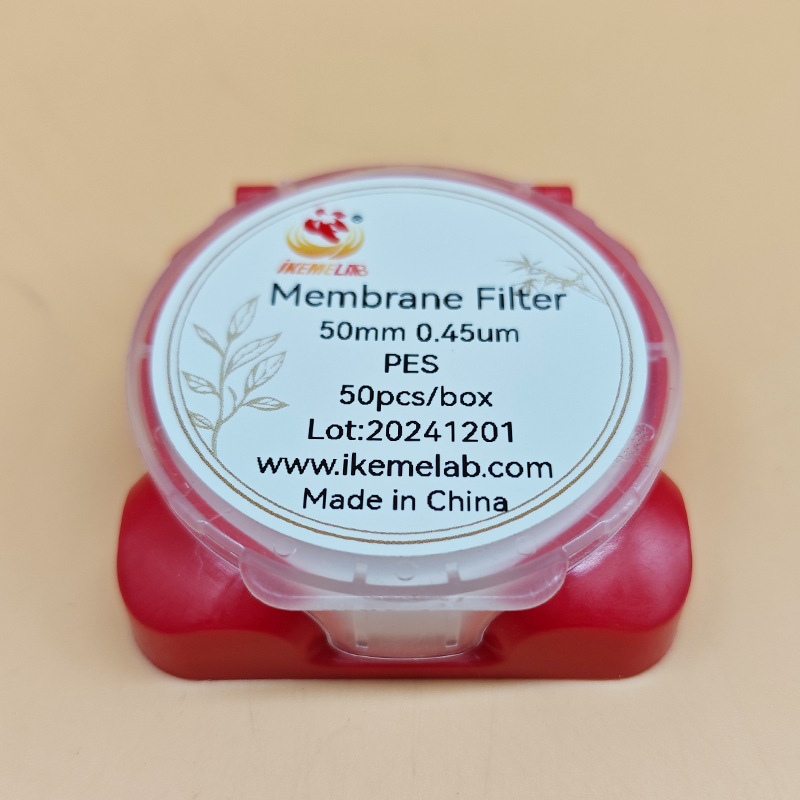 ®
iKEMELAB
Membrane Filter
50mm 0.45um
PES
50pcs/box
Lot:20241201
www.ikemelab.com
Made in China